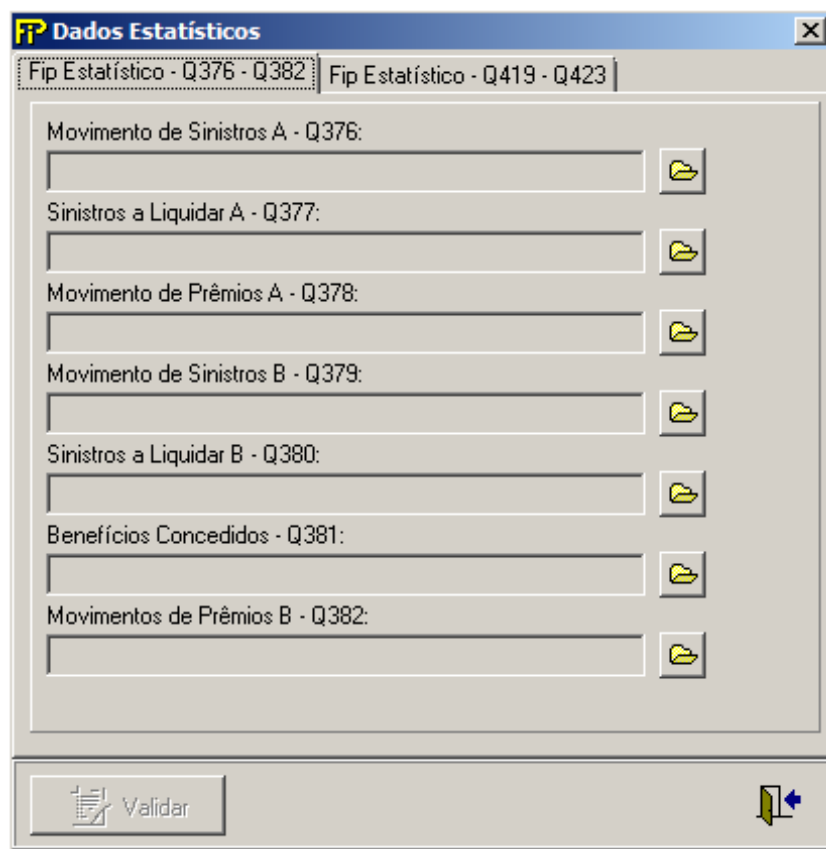 FIP Dados Estatísticos
Fip Estatístico - Q376 - Q382 Fip Estatístico - Q419 - Q423
Movimento de Sinistros A - Q376:
Sinistros a Liquidar A - Q377:
Movimento de Prêmios A - Q378:
Movimento de Sinistros B - Q379:
Sinistros a Liquidar B - Q380:
Benefícios Concedidos - Q381:
Movimentos de Prêmios B - Q382:
Validar